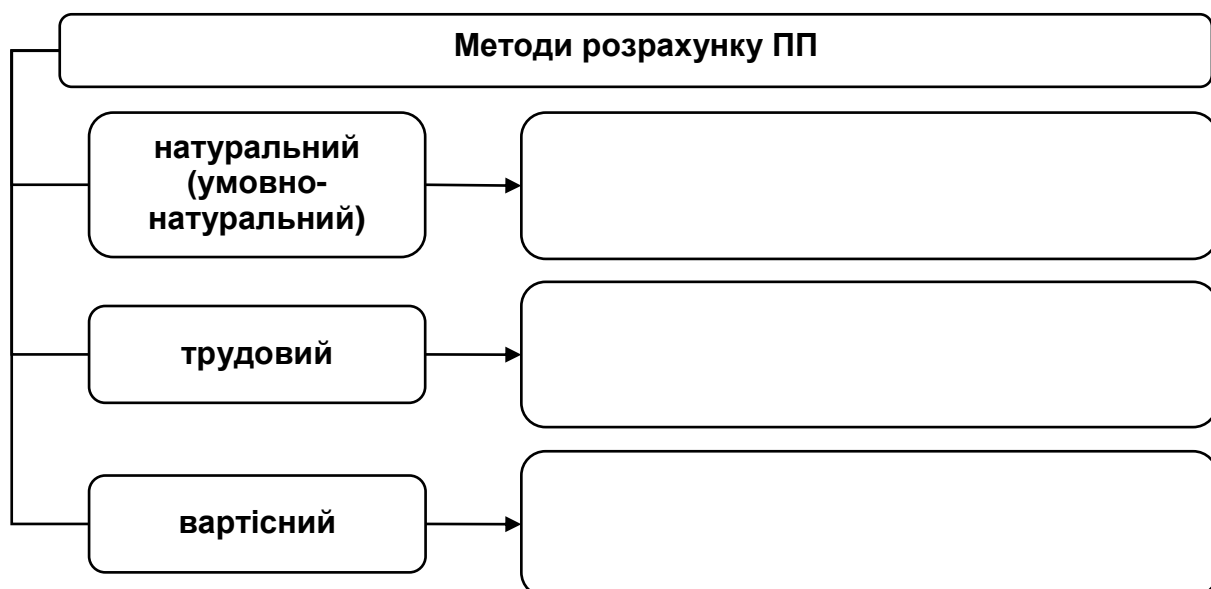 Методи розрахунку ПП
натуральний
(умовно-
натуральний)
трудовий
вартісний